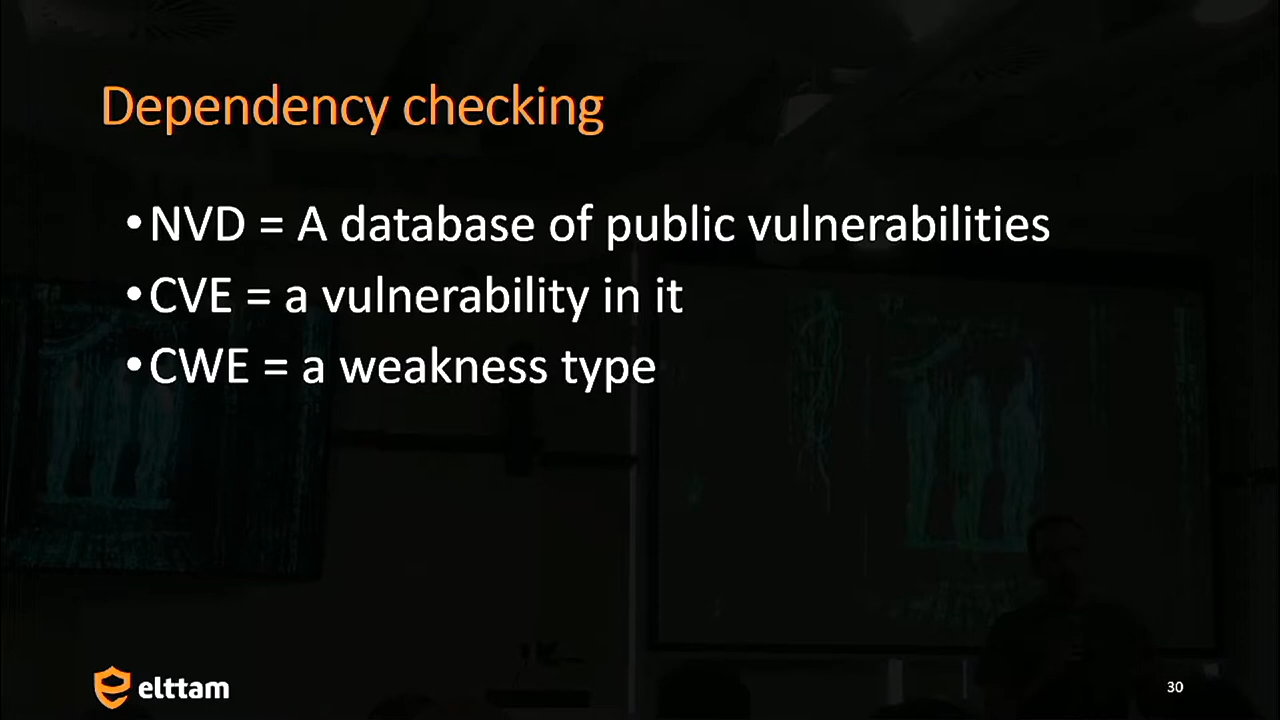 Dependency checking
•NVD = A database of public vulnerabilities
•CVE = a vulnerability in it
•CWE = a weakness type
elttam
30